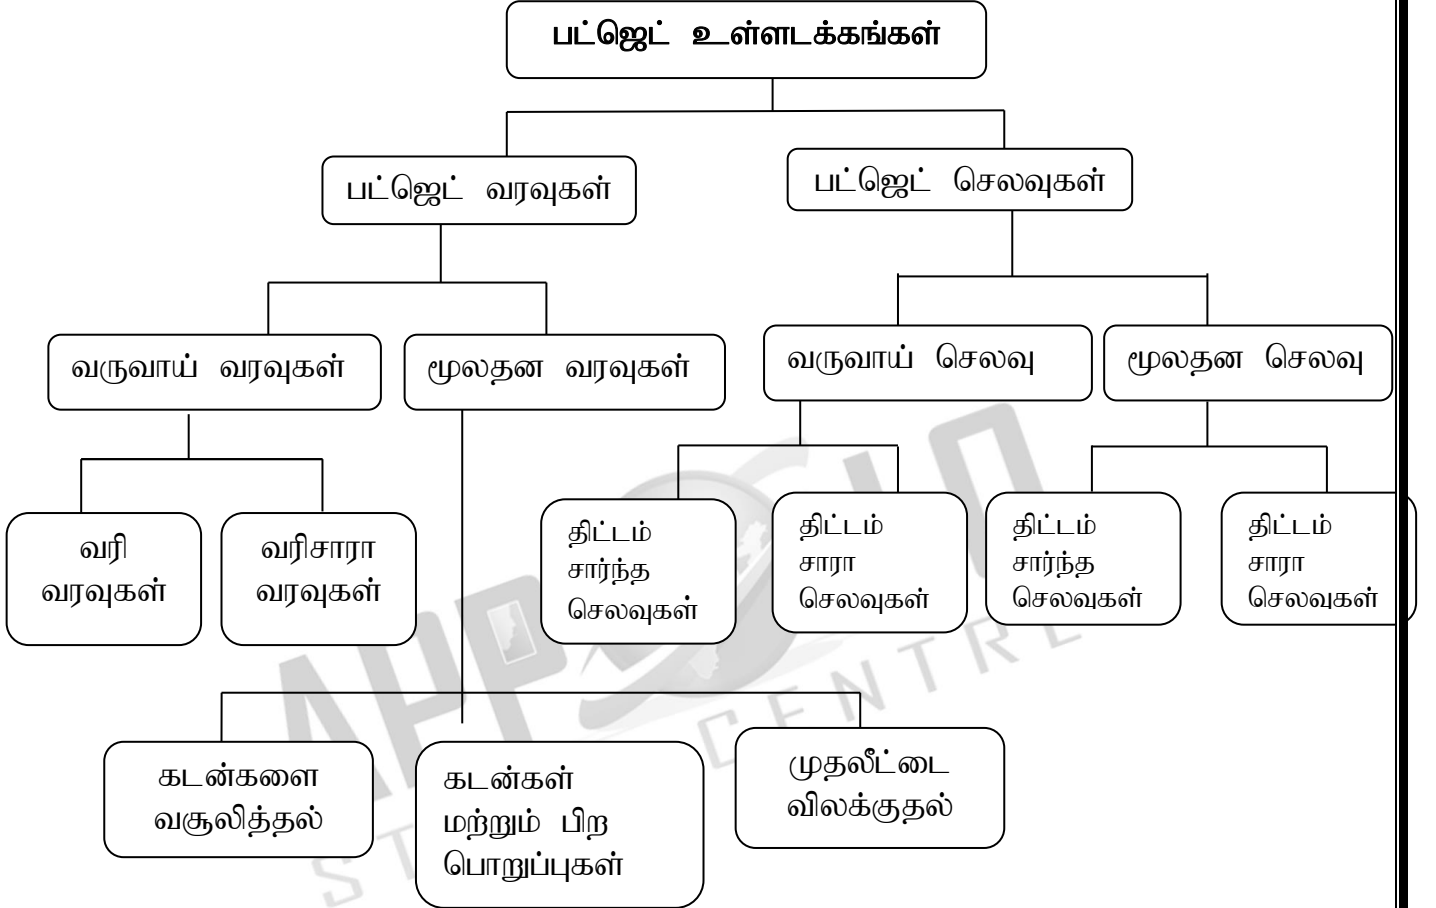 பட்ஜெட் உள்ளடக்கங்கள்
பட்ஜெட் வரவுகள்
பட்ஜெட் செலவுகள்
வருவாய் வரவுகள்
மூலதன வரவுகள்
வருவாய் செலவு
மூலதன செலவு
வரி
வரவுகள்
வரிசாரா
வரவுகள்
திட்டம்
சார்ந்த
செலவுகள்
திட்டம்
சாரா
செலவுகள்
திட்டம்
சார்ந்த
செலவுகள்
திட்டம்
சாரா
செலவுகள்
கடன்களை
வசூலித்தல்
கடன்கள்
மற்றும் பிற
பொறுப்புகள்
முதலீட்டை
விலக்குதல்
CENTRE